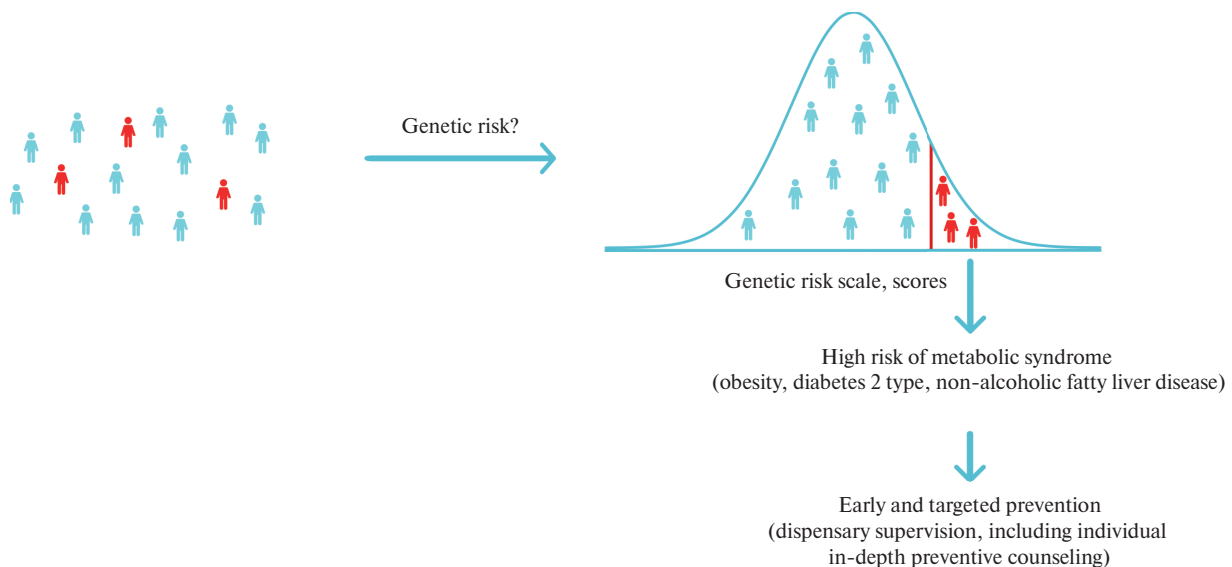 Genetic risk?
Genetic risk scale, scores
High risk of metabolic syndrome
(obesity, diabetes 2 type, non-alcoholic fatty liver disease)
Early and targeted prevention
(dispensary supervision, including individual
in-depth preventive counseling)